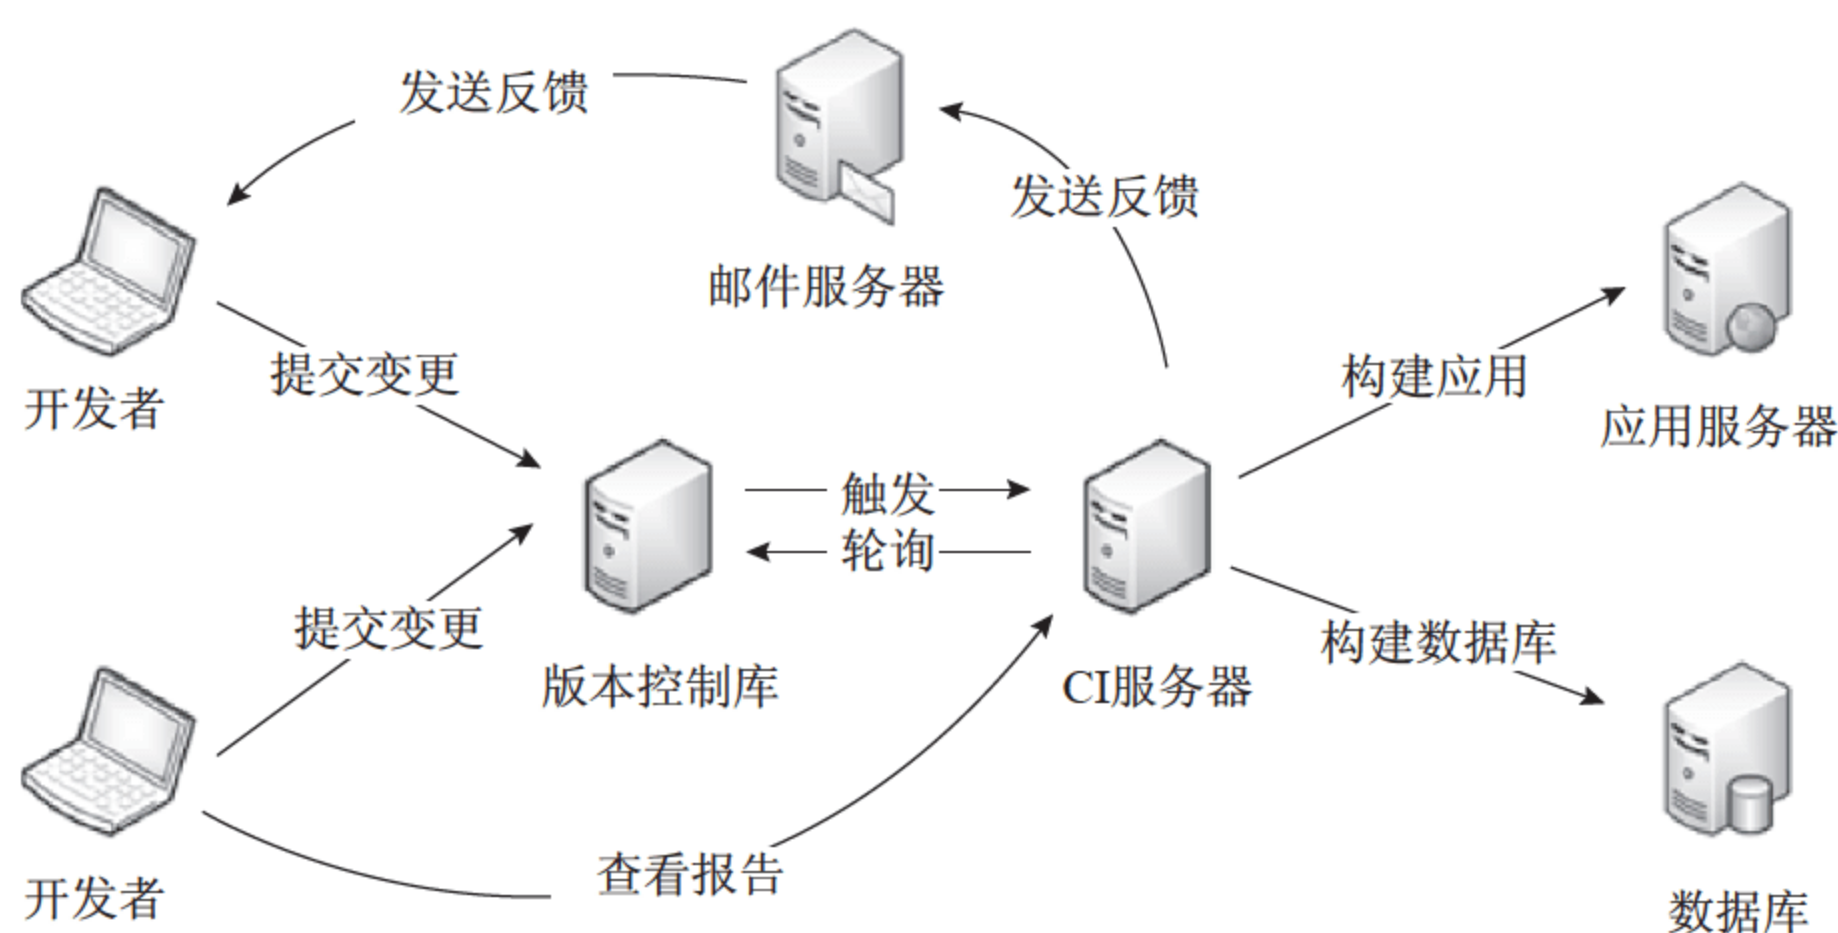 发送反馈
发送反馈
邮件服务器
提交变更
开发者
构建应用
应用服务器
触发
轮询
提交变更
版本控制库
CI服务器
构建数据库
开发者
查看报告
数据库